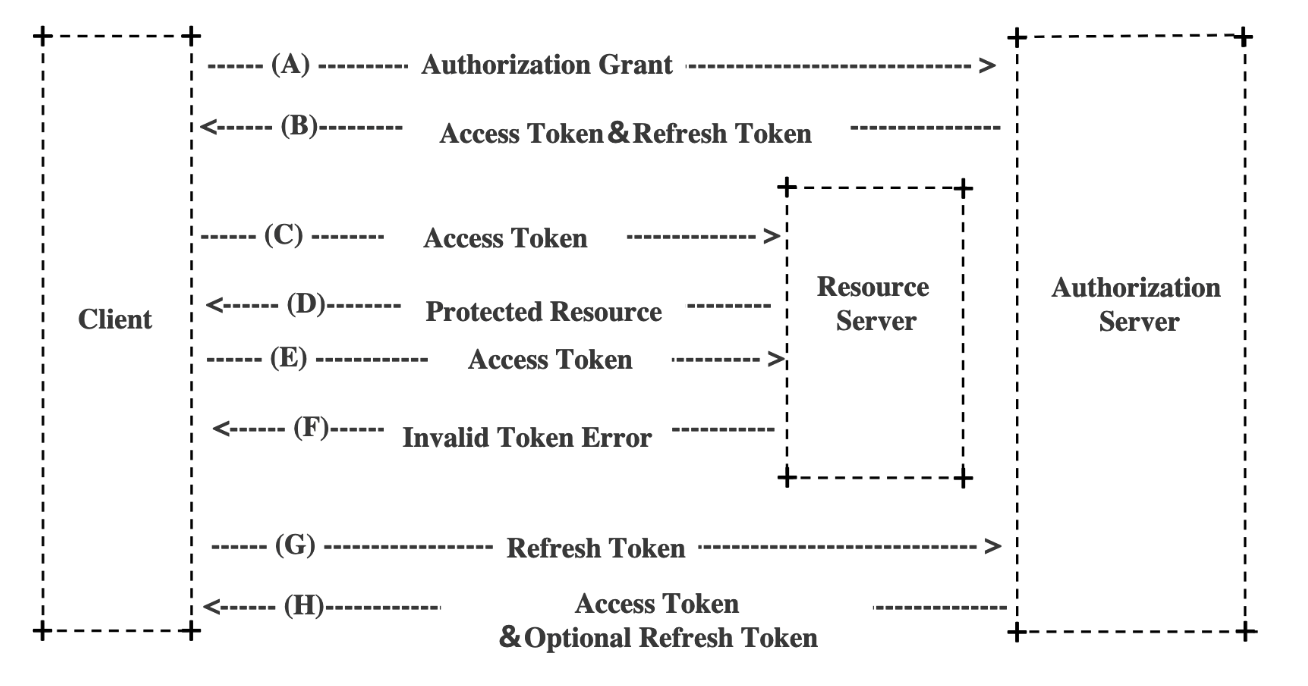 (A) Authorization Grant
(B) Access Token & Refresh Token
(C) Access Token
(D) Protected Resource
(E) Access Token
(F) Invalid Token Error
(G) Refresh Token
(H) Access Token
& Optional Refresh Token
Client
Resource
Server
Authorization
Server